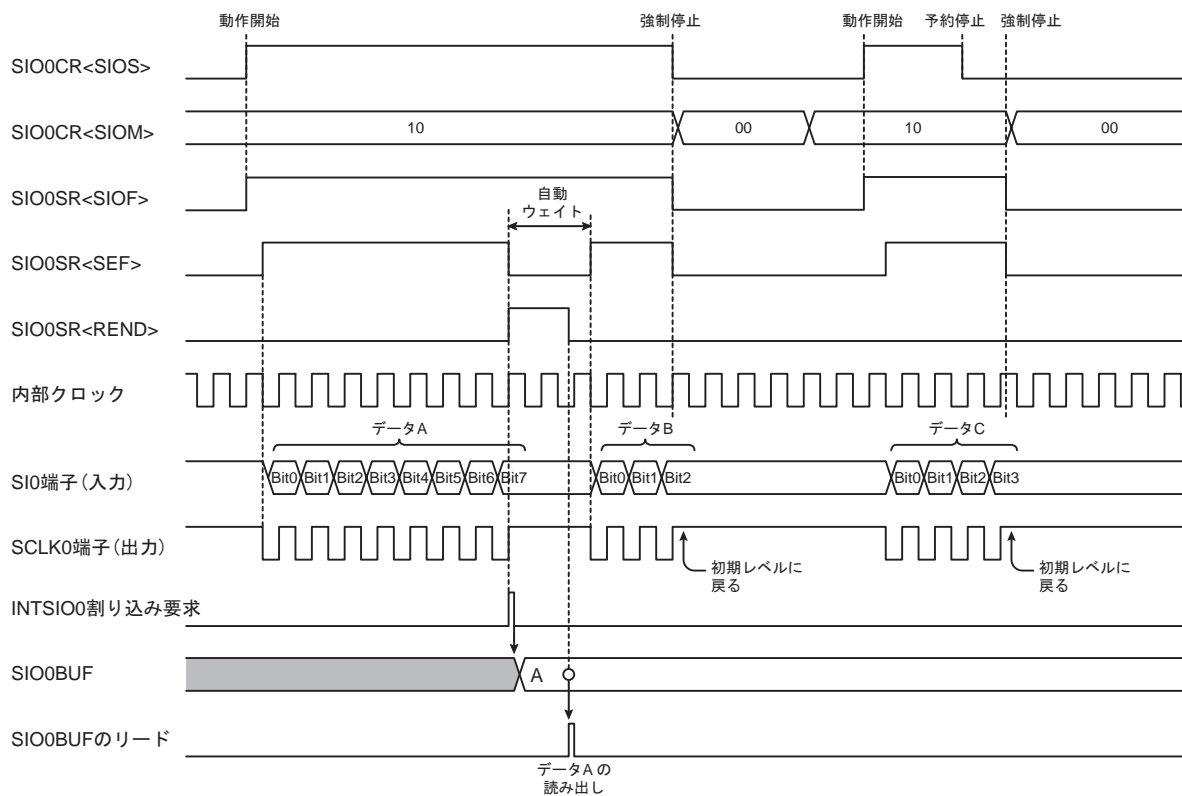 動作開始 強制停止 動作開始 予約停止 強制停止
SIO0CR<SIOS>
SIO0CR<SIOM> 10 00 10 00
SIO0SR<SIOF>
自動
ウェイト
SIO0SR<SEF>
SIO0SR<REND>
内部クロック
データA データB データC
SI0端子(入力) Bit0 Bit1 Bit2 Bit3 Bit4 Bit5 Bit6 Bit7 Bit0 Bit1 Bit2 Bit0 Bit1 Bit2 Bit3
SCLK0端子(出力)
初期レベルに 初期レベルに
戻る 戻る
INTSIO0割り込み要求
SIO0BUF A
SIO0BUFのリード
データA の
読み出し